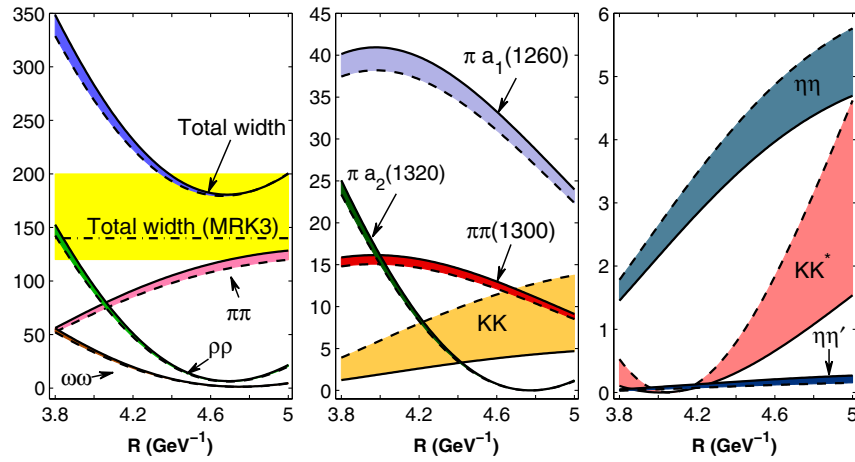 350
300
250
200
150
100
50
0
Total width
Total width (MRK3)
ππ
ρρ
ωω
3.8 4.2 4.6 5
R (GeV⁻¹)
45
40
35
30
25
20
15
10
5
0
π a₁(1260)
π a₂(1320)
ππ(1300)
KK
3.8 4.2 4.6 5
R (GeV⁻¹)
6
5
4
3
2
1
0
ηη
KK*
ηη′
3.8 4.2 4.6 5
R (GeV⁻¹)